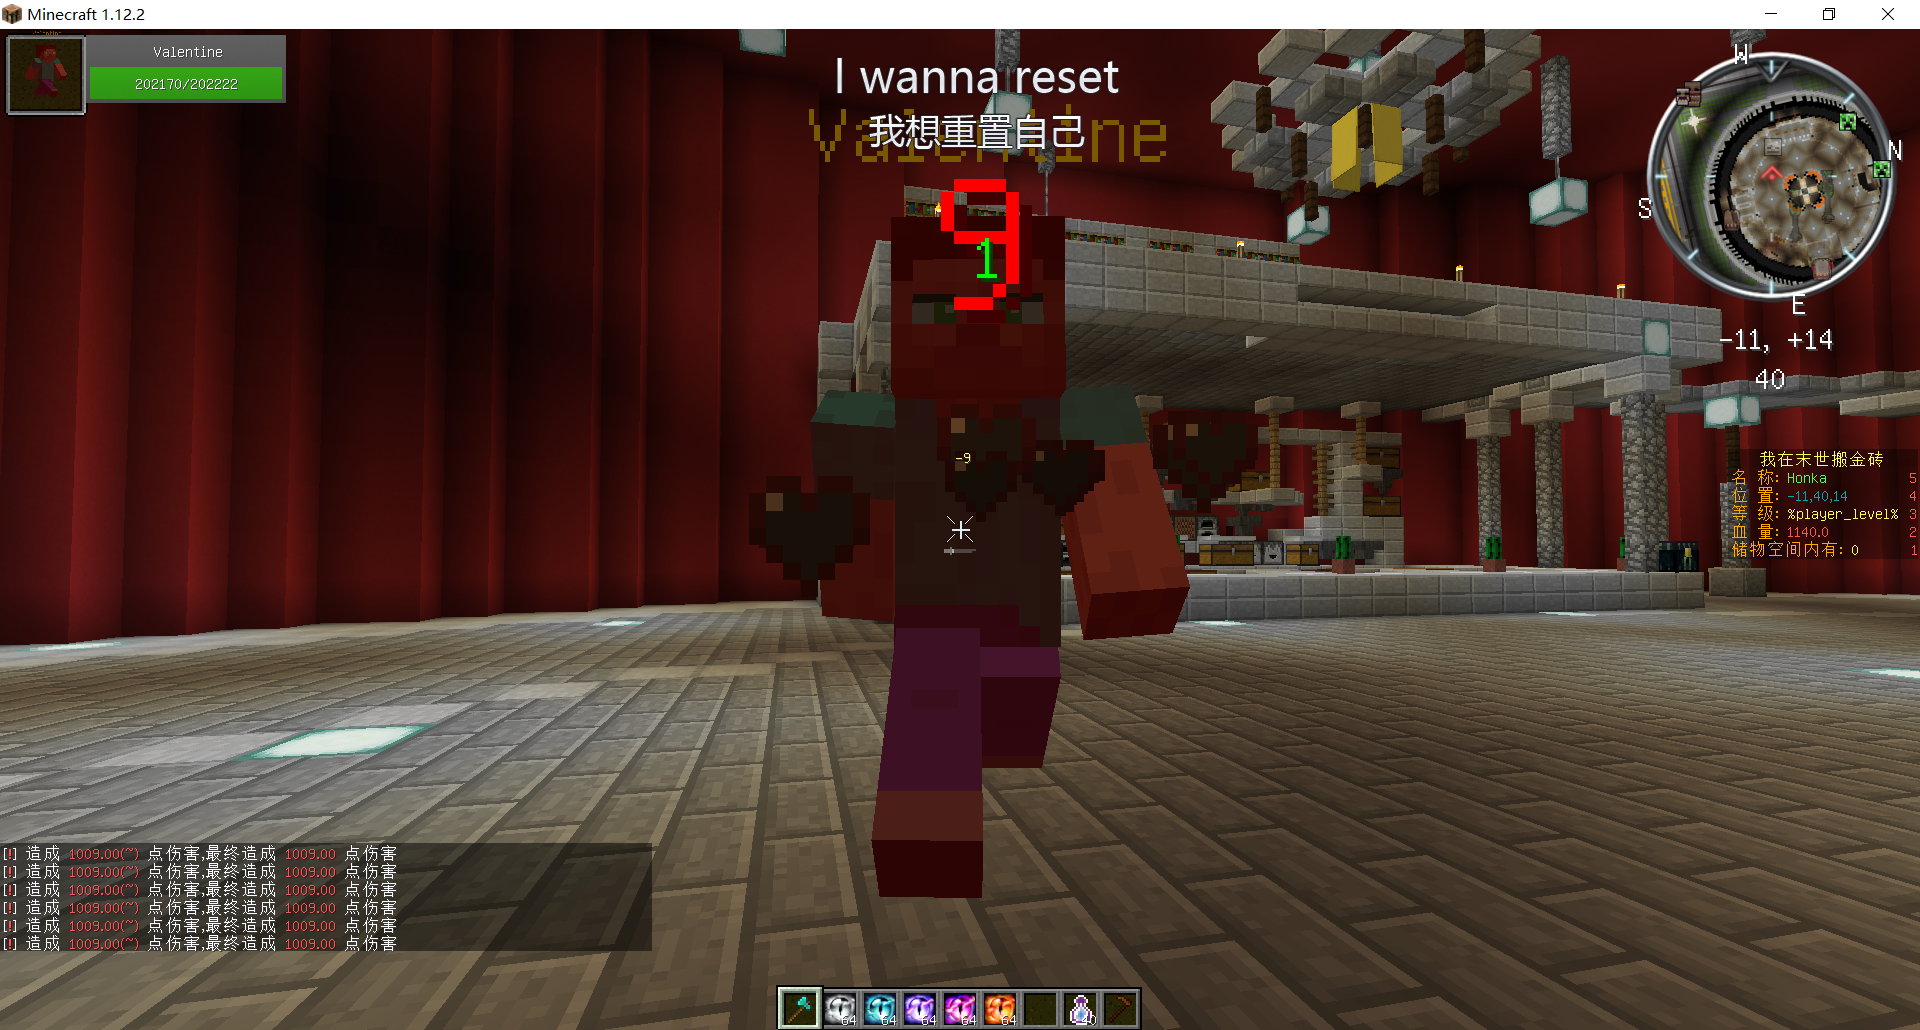 Minecraft 1.12.2
Valentine
202170/202222
I wanna reset
我想重置自己
Valentine
9
1
-9
W
N
S
E
-11, +14
40
我在末世搬金砖
名 称: Honka 5
位 置: -11,40,14 4
等 级: %player_level% 3
血 量: 1140.0 2
储物空间内有: 0 1
[!] 造成 1009.00(~) 点伤害,最终造成 1009.00 点伤害
[!] 造成 1009.00(~) 点伤害,最终造成 1009.00 点伤害
[!] 造成 1009.00(~) 点伤害,最终造成 1009.00 点伤害
[!] 造成 1009.00(~) 点伤害,最终造成 1009.00 点伤害
[!] 造成 1009.00(~) 点伤害,最终造成 1009.00 点伤害
[!] 造成 1009.00(~) 点伤害,最终造成 1009.00 点伤害
64 64 64 64 64 40